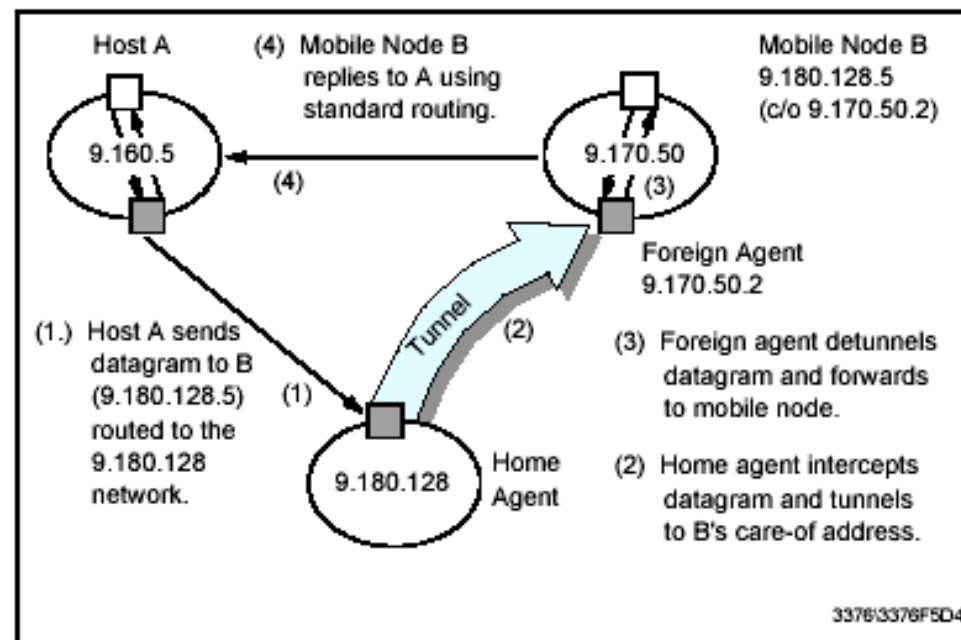 Host A
(4) Mobile Node B
replies to A using
standard routing.
Mobile Node B
9.180.128.5
(c/o 9.170.50.2)
9.160.5
(4)
9.170.50
(3)
Foreign Agent
9.170.50.2
Tunnel
(2)
(1.) Host A sends
datagram to B
(9.180.128.5)
routed to the
9.180.128
network.
(1)
9.180.128
Home
Agent
(3) Foreign agent detunnels
datagram and forwards
to mobile node.
(2) Home agent intercepts
datagram and tunnels
to B's care-of address.
3376\3376F5D4